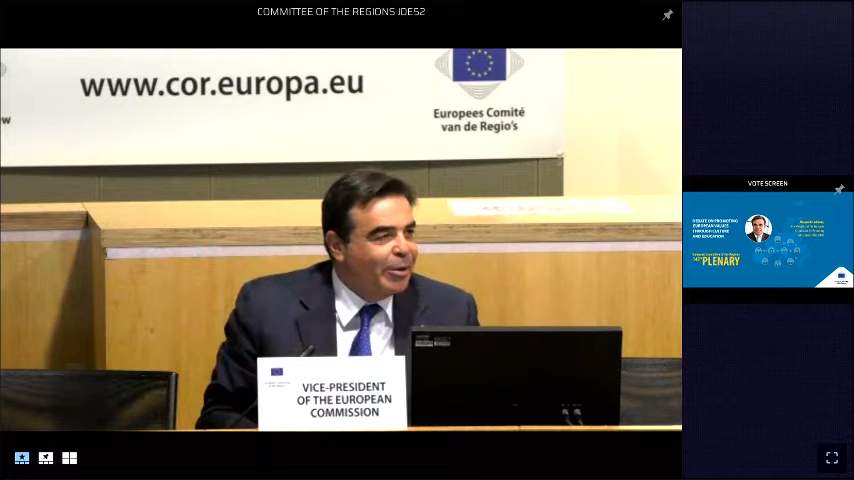 COMMITTEE OF THE REGIONS JDE52
www.cor.europa.eu
Europees Comité
van de Regio's
VICE-PRESIDENT
OF THE EUROPEAN
COMMISSION
VOTE SCREEN
DEBATE ON PROMOTING
EUROPEAN VALUES
THROUGH CULTURE
AND EDUCATION
PLENARY